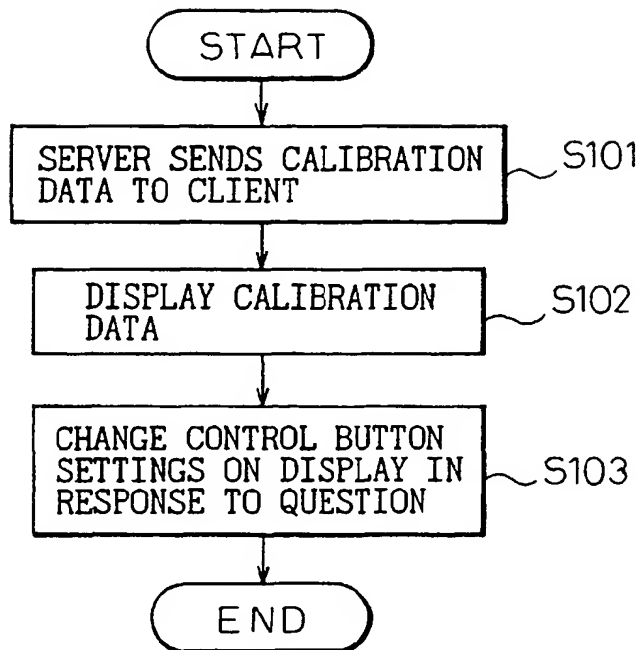 START
SERVER SENDS CALIBRATION
DATA TO CLIENT
S101
DISPLAY CALIBRATION
DATA
S102
CHANGE CONTROL BUTTON
SETTINGS ON DISPLAY IN
RESPONSE TO QUESTION
S103
END